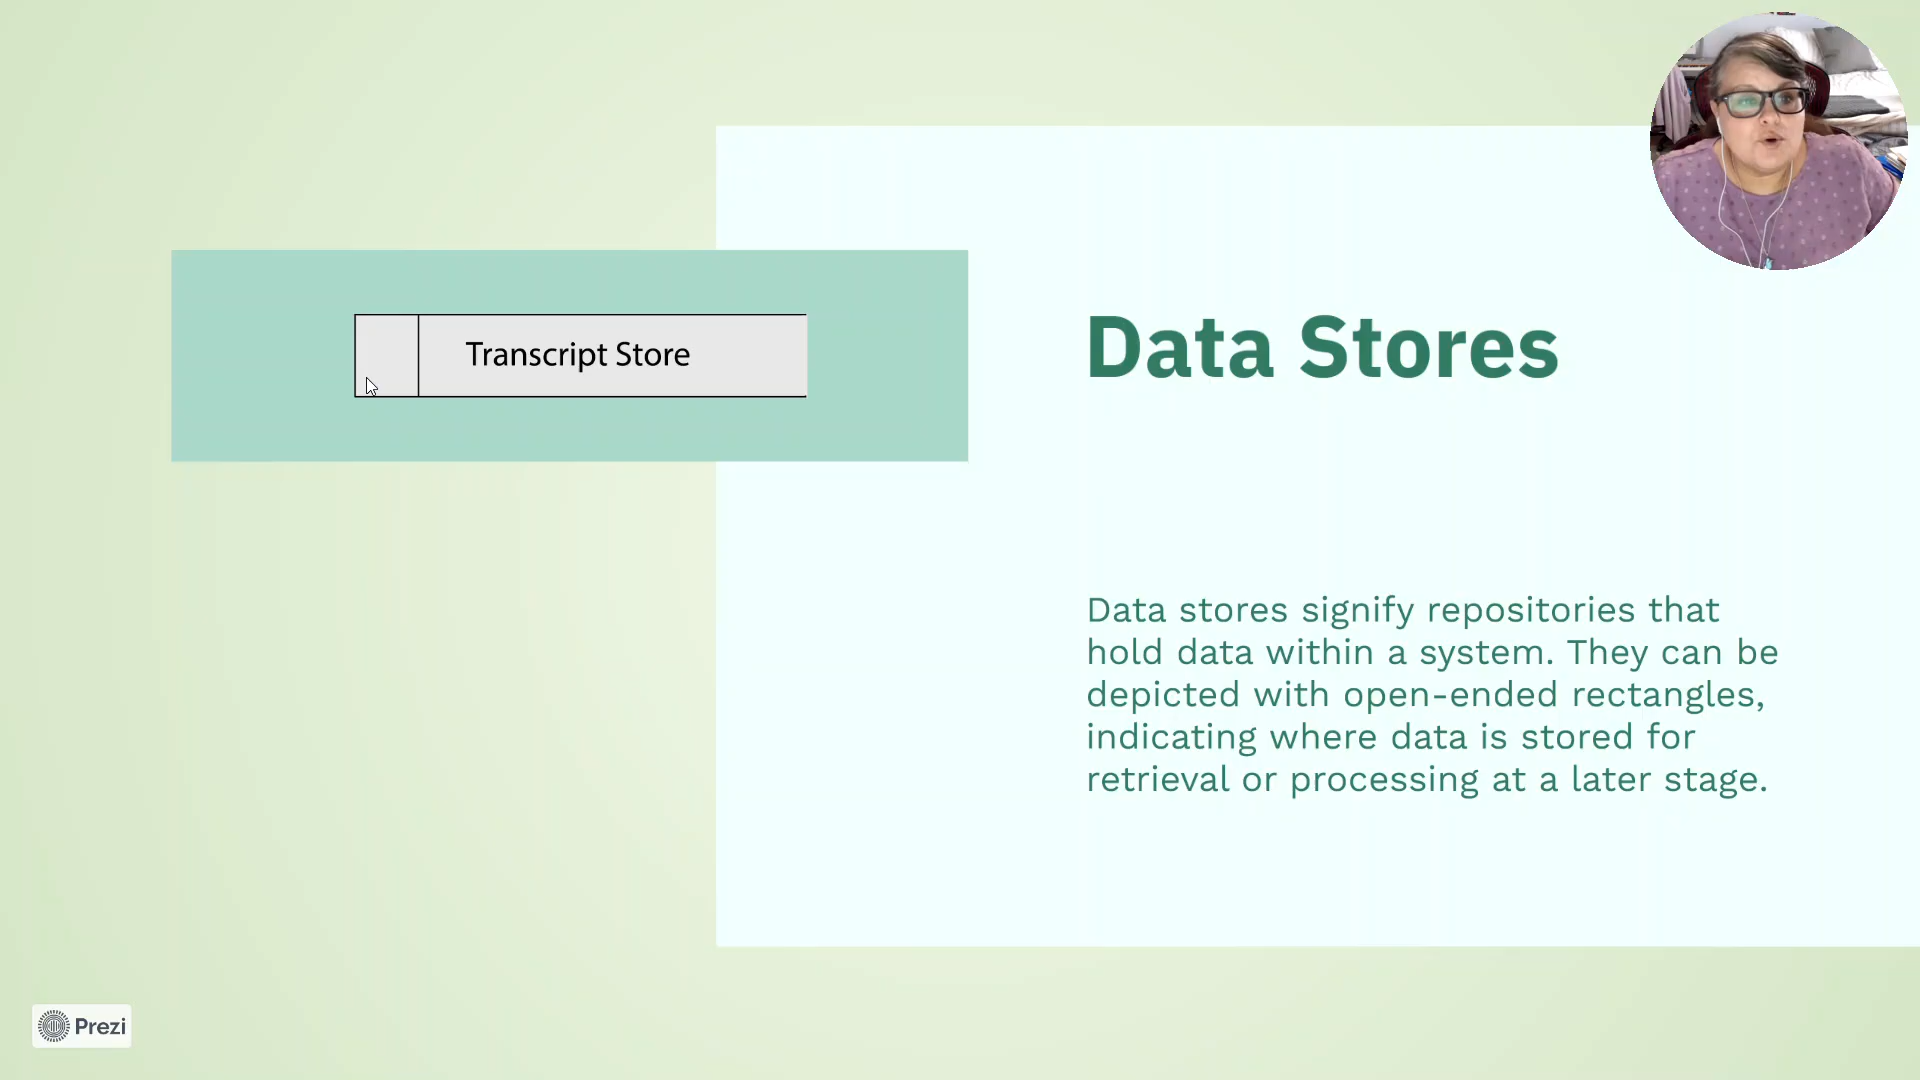 Transcript Store
Data Stores
Data stores signify repositories that
hold data within a system. They can be
depicted with open-ended rectangles,
indicating where data is stored for
retrieval or processing at a later stage.
Prezi